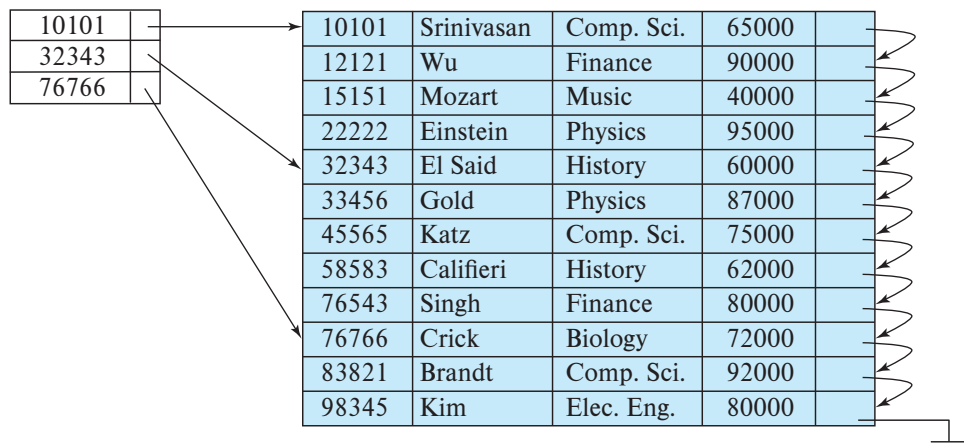 10101
32343
76766
10101 Srinivasan Comp. Sci. 65000
12121 Wu Finance 90000
15151 Mozart Music 40000
22222 Einstein Physics 95000
32343 El Said History 60000
33456 Gold Physics 87000
45565 Katz Comp. Sci. 75000
58583 Califieri History 62000
76543 Singh Finance 80000
76766 Crick Biology 72000
83821 Brandt Comp. Sci. 92000
98345 Kim Elec. Eng. 80000